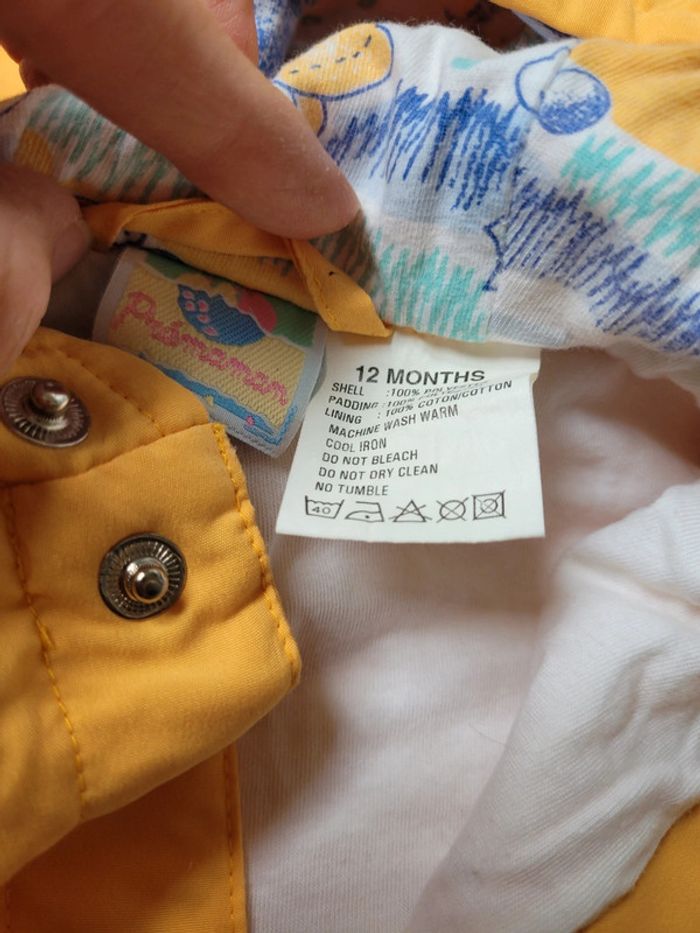 Prémaman
12 MONTHS
SHELL :100% POLYESTER
PADDING :100% POLYESTER
LINING : 100% COTON/COTTON
MACHINE WASH WARM
COOL IRON
DO NOT BLEACH
DO NOT DRY CLEAN
NO TUMBLE
40